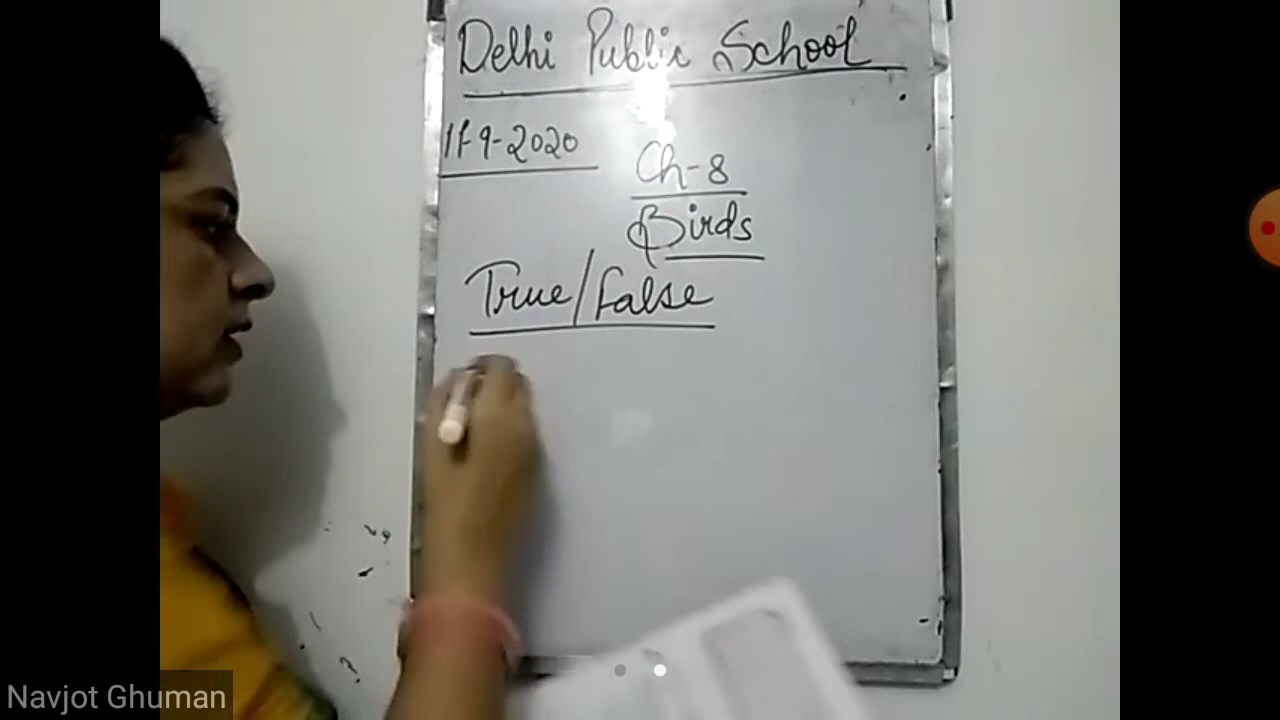 Delhi Public School
17-9-2020
Ch-8
Birds
True/False
Navjot Ghuman